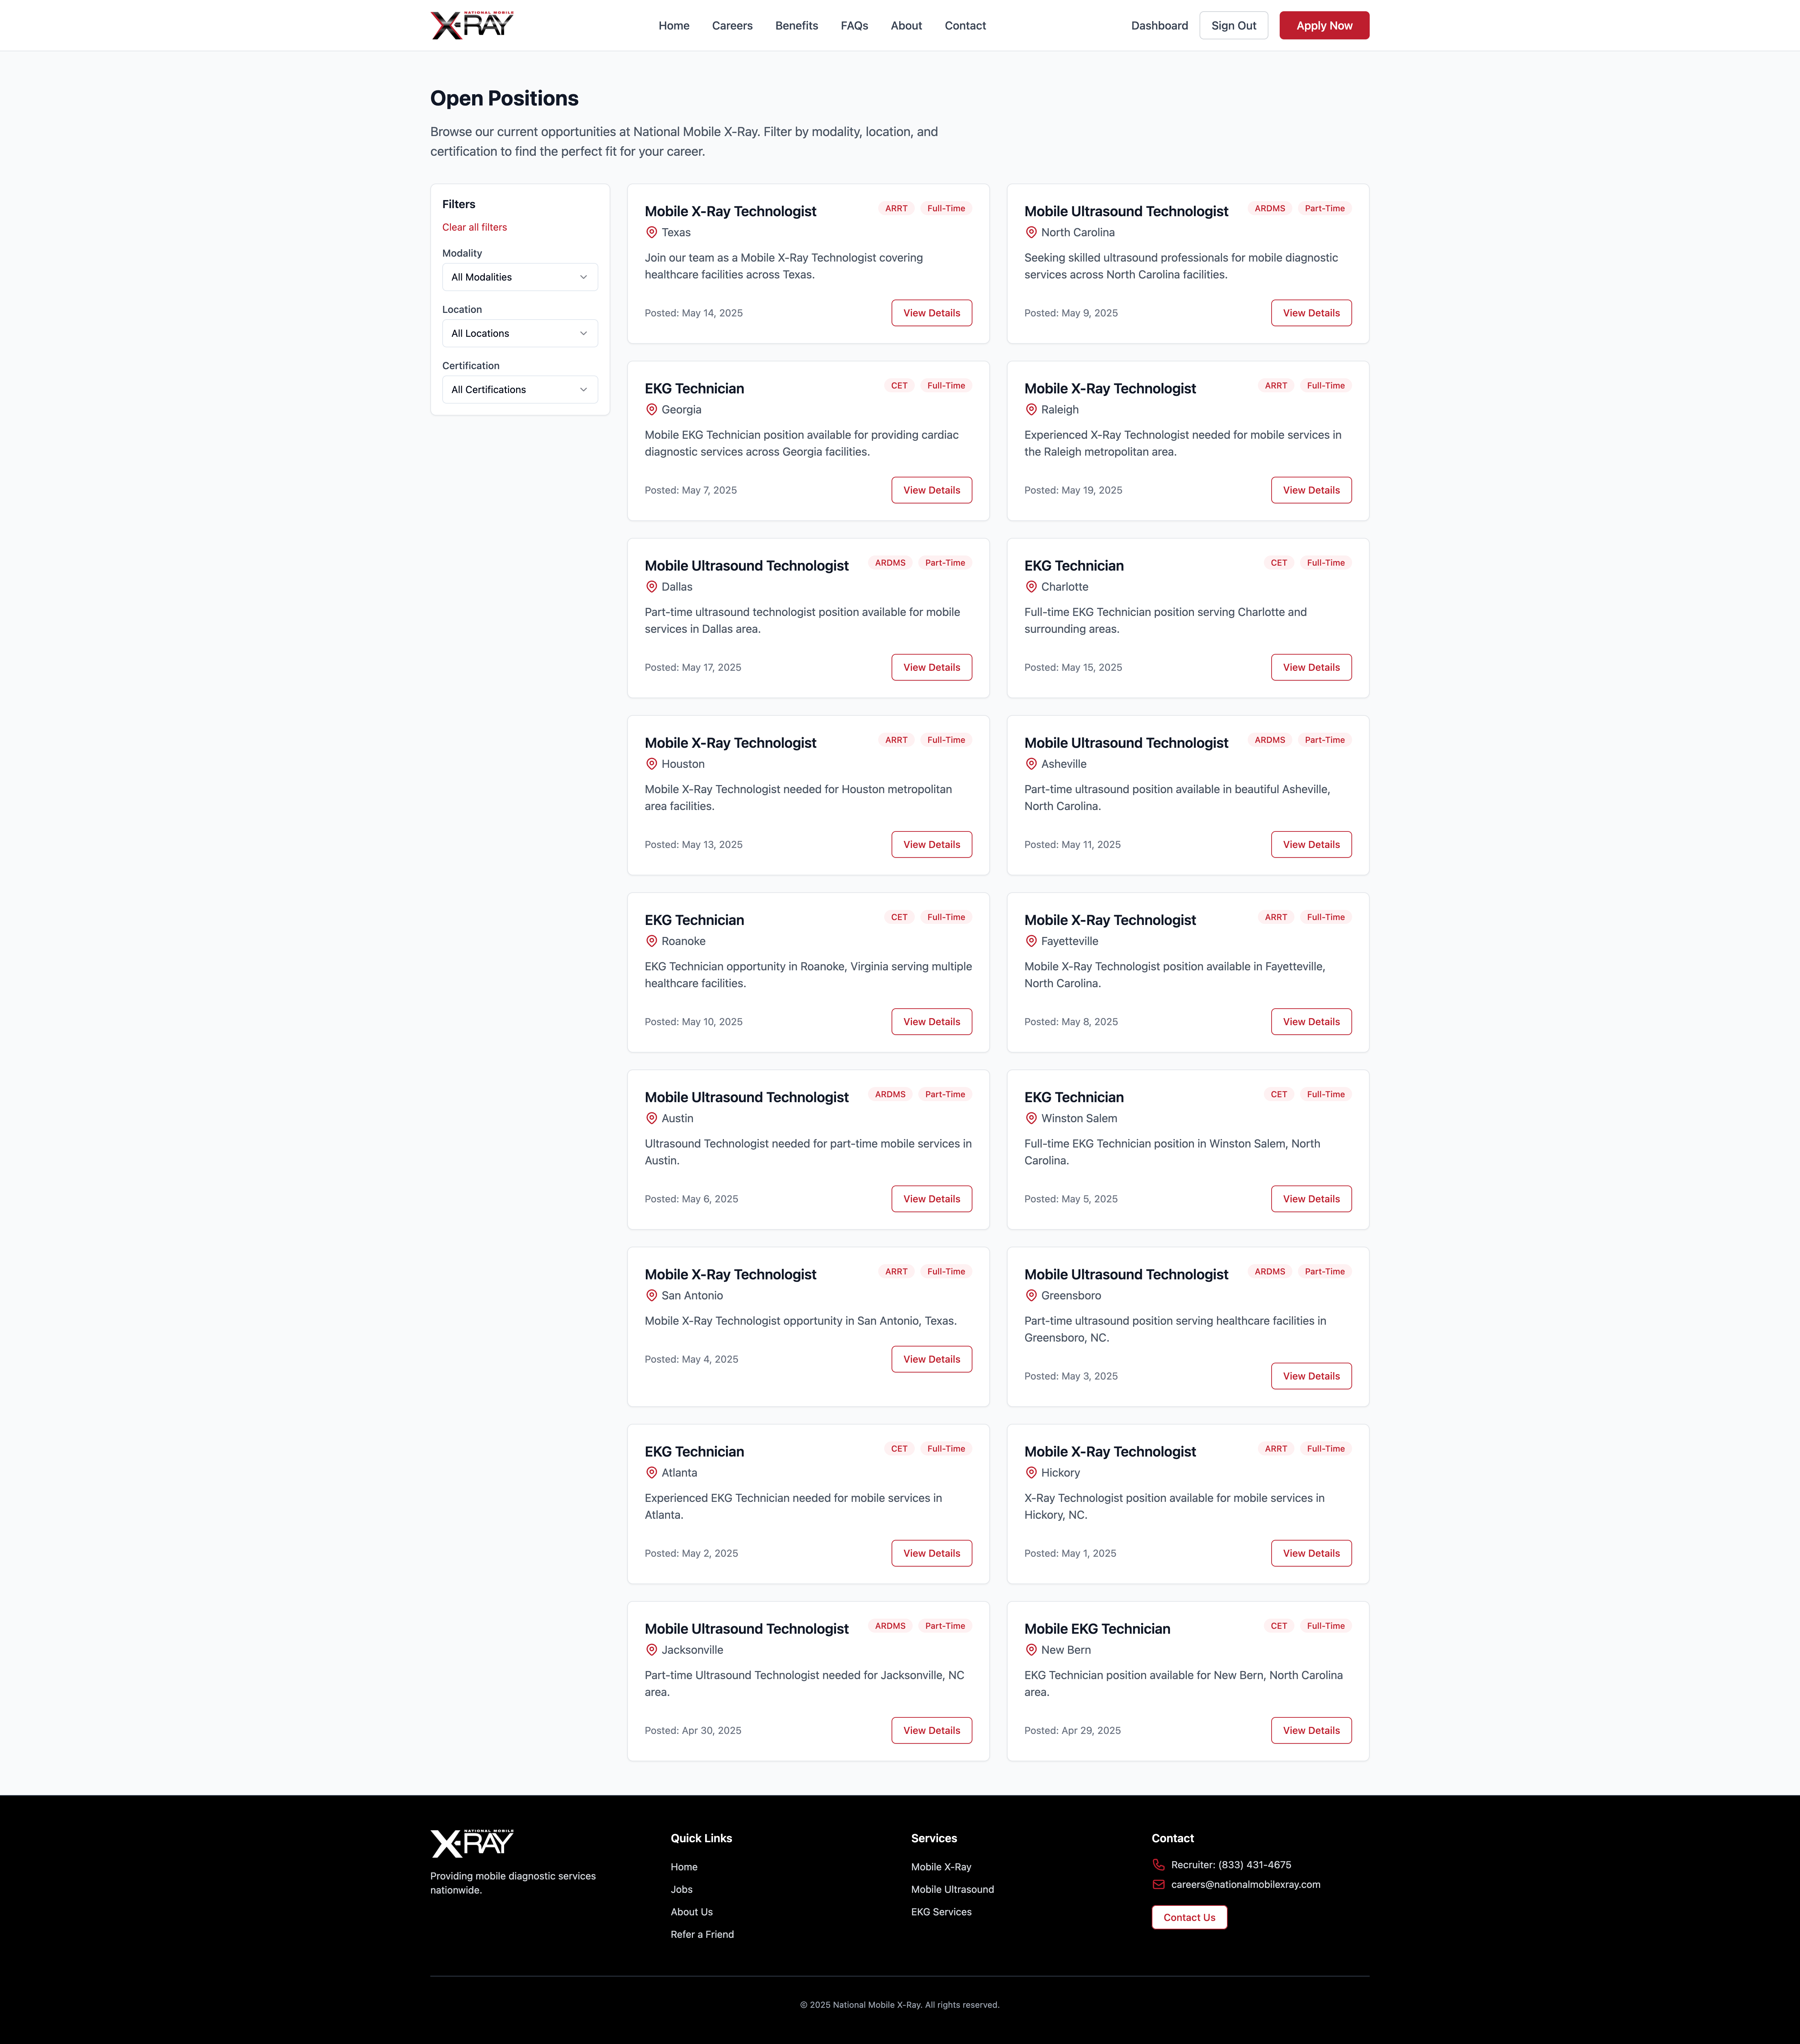 NATIONAL MOBILE
X-RAY
Home
Careers
Benefits
FAQs
About
Contact
Dashboard
Sign Out
Apply Now
Open Positions
Browse our current opportunities at National Mobile X-Ray. Filter by modality, location, and
certification to find the perfect fit for your career.
Filters
Clear all filters
Modality
All Modalities
Location
All Locations
Certification
All Certifications
Mobile X-Ray Technologist
ARRT
Full-Time
Texas
Join our team as a Mobile X-Ray Technologist covering
healthcare facilities across Texas.
Posted: May 14, 2025
View Details
Mobile Ultrasound Technologist
ARDMS
Part-Time
North Carolina
Seeking skilled ultrasound professionals for mobile diagnostic
services across North Carolina facilities.
Posted: May 9, 2025
View Details
EKG Technician
CET
Full-Time
Georgia
Mobile EKG Technician position available for providing cardiac
diagnostic services across Georgia facilities.
Posted: May 7, 2025
View Details
Mobile X-Ray Technologist
ARRT
Full-Time
Raleigh
Experienced X-Ray Technologist needed for mobile services in
the Raleigh metropolitan area.
Posted: May 19, 2025
View Details
Mobile Ultrasound Technologist
ARDMS
Part-Time
Dallas
Part-time ultrasound technologist position available for mobile
services in Dallas area.
Posted: May 17, 2025
View Details
EKG Technician
CET
Full-Time
Charlotte
Full-time EKG Technician position serving Charlotte and
surrounding areas.
Posted: May 15, 2025
View Details
Mobile X-Ray Technologist
ARRT
Full-Time
Houston
Mobile X-Ray Technologist needed for Houston metropolitan
area facilities.
Posted: May 13, 2025
View Details
Mobile Ultrasound Technologist
ARDMS
Part-Time
Asheville
Part-time ultrasound position available in beautiful Asheville,
North Carolina.
Posted: May 11, 2025
View Details
EKG Technician
CET
Full-Time
Roanoke
EKG Technician opportunity in Roanoke, Virginia serving multiple
healthcare facilities.
Posted: May 10, 2025
View Details
Mobile X-Ray Technologist
ARRT
Full-Time
Fayetteville
Mobile X-Ray Technologist position available in Fayetteville,
North Carolina.
Posted: May 8, 2025
View Details
Mobile Ultrasound Technologist
ARDMS
Part-Time
Austin
Ultrasound Technologist needed for part-time mobile services in
Austin.
Posted: May 6, 2025
View Details
EKG Technician
CET
Full-Time
Winston Salem
Full-time EKG Technician position in Winston Salem, North
Carolina.
Posted: May 5, 2025
View Details
Mobile X-Ray Technologist
ARRT
Full-Time
San Antonio
Mobile X-Ray Technologist opportunity in San Antonio, Texas.
Posted: May 4, 2025
View Details
Mobile Ultrasound Technologist
ARDMS
Part-Time
Greensboro
Part-time ultrasound position serving healthcare facilities in
Greensboro, NC.
Posted: May 3, 2025
View Details
EKG Technician
CET
Full-Time
Atlanta
Experienced EKG Technician needed for mobile services in
Atlanta.
Posted: May 2, 2025
View Details
Mobile X-Ray Technologist
ARRT
Full-Time
Hickory
X-Ray Technologist position available for mobile services in
Hickory, NC.
Posted: May 1, 2025
View Details
Mobile Ultrasound Technologist
ARDMS
Part-Time
Jacksonville
Part-time Ultrasound Technologist needed for Jacksonville, NC
area.
Posted: Apr 30, 2025
View Details
Mobile EKG Technician
CET
Full-Time
New Bern
EKG Technician position available for New Bern, North Carolina
area.
Posted: Apr 29, 2025
View Details
NATIONAL MOBILE
X-RAY
Providing mobile diagnostic services
nationwide.
Quick Links
Home
Jobs
About Us
Refer a Friend
Services
Mobile X-Ray
Mobile Ultrasound
EKG Services
Contact
Recruiter: (833) 431-4675
careers@nationalmobilexray.com
Contact Us
© 2025 National Mobile X-Ray. All rights reserved.